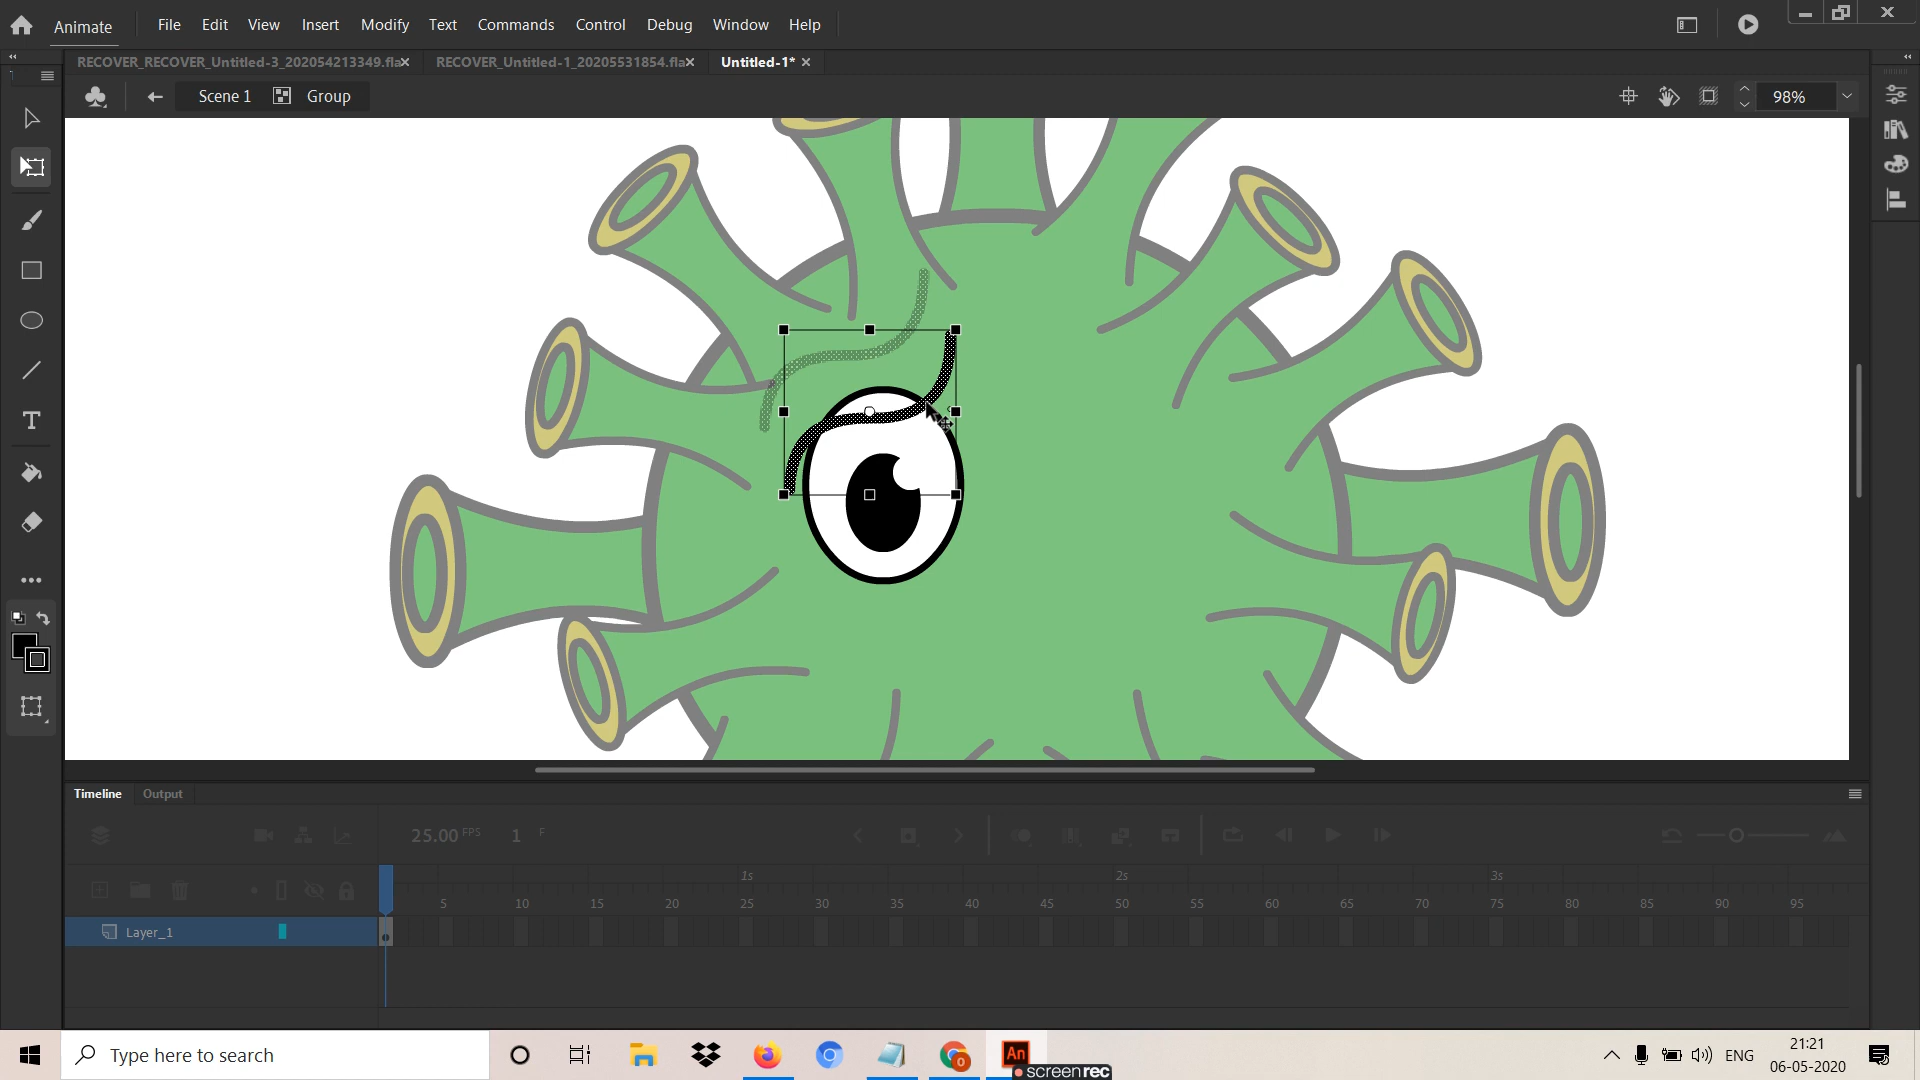 Animate File Edit View Insert Modify Text Commands Control Debug Window Help
RECOVER_RECOVER_Untitled-3_202054213349.fla× RECOVER_Untitled-1_20205531854.fla× Untitled-1* ×
Scene 1 Group 98%
T
Timeline Output
25.00 FPS 1 F
1s 2s 3s
5 10 15 20 25 30 35 40 45 50 55 60 65 70 75 80 85 90 95
Layer_1
Type here to search
An
screenrec
ENG
21:21
06-05-2020